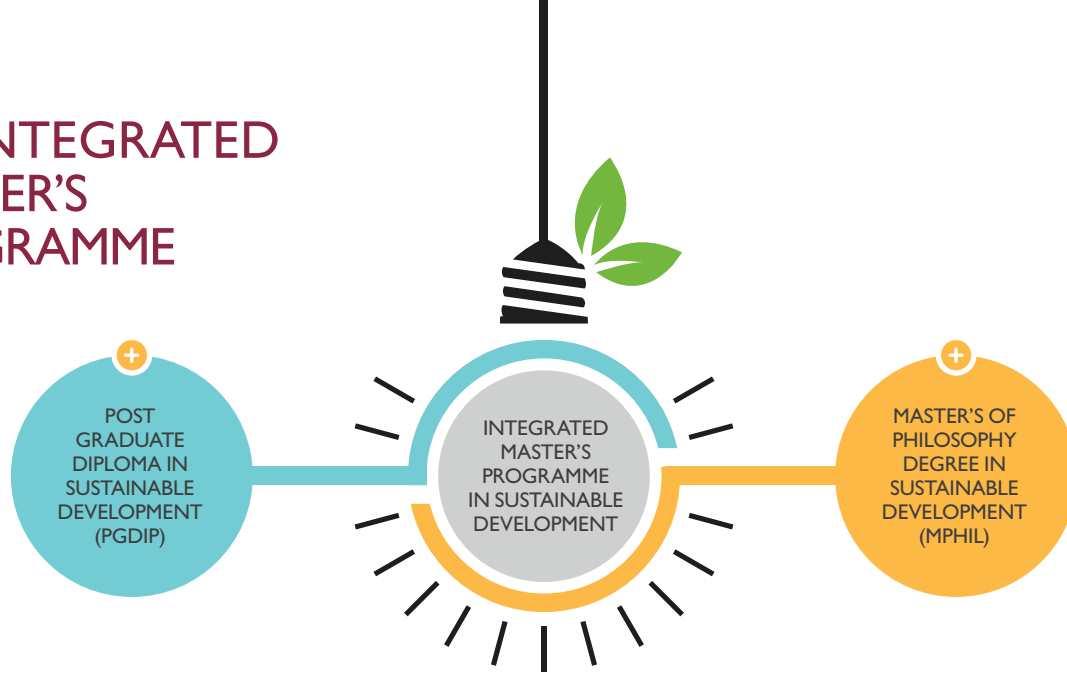 NTEGRATED
ER'S
GRAMME
POST
GRADUATE
DIPLOMA IN
SUSTAINABLE
DEVELOPMENT
(PGDIP)
INTEGRATED
MASTER'S
PROGRAMME
IN SUSTAINABLE
DEVELOPMENT
MASTER'S OF
PHILOSOPHY
DEGREE IN
SUSTAINABLE
DEVELOPMENT
(MPHIL)